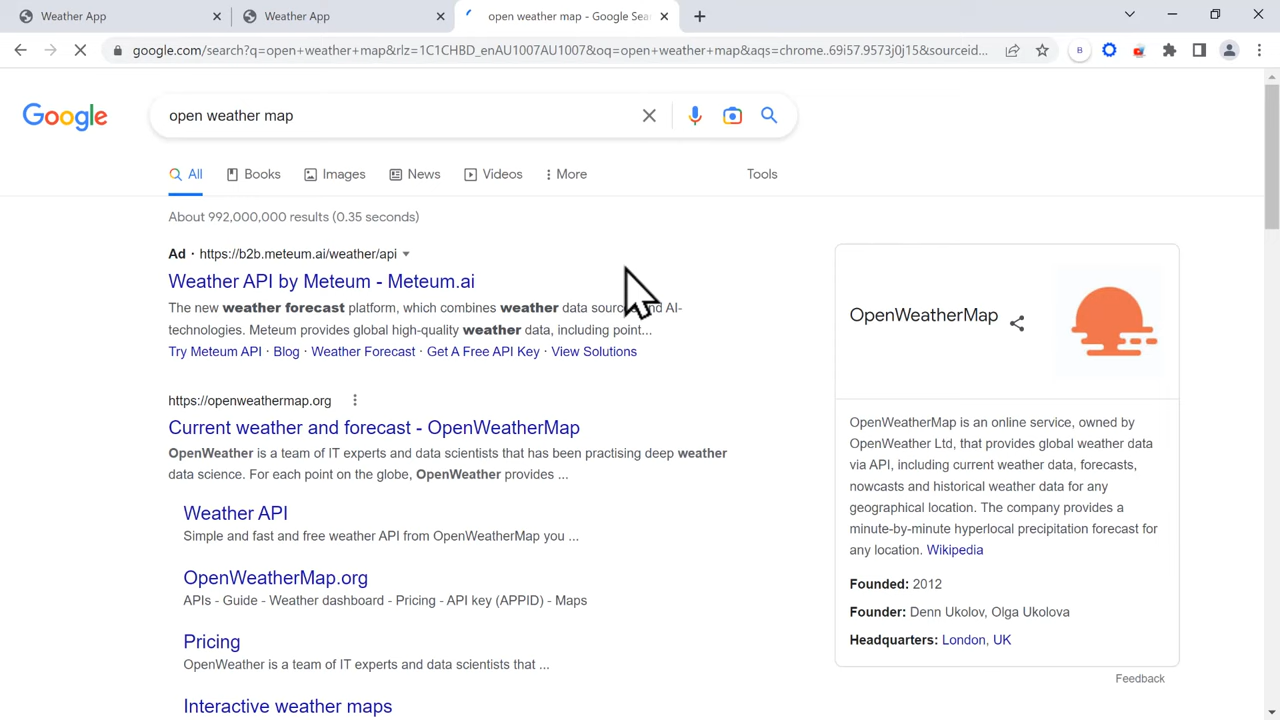 Weather App
Weather App
open weather map - Google Sea
google.com/search?q=open+weather+map&rlz=1C1CHBD_enAU1007AU1007&oq=open+weather+map&aqs=chrome..69i57.9573j0j15&sourceid...
B
Google
open weather map
All
Books
Images
News
Videos
More
Tools
About 992,000,000 results (0.35 seconds)
Ad · https://b2b.meteum.ai/weather/api
Weather API by Meteum - Meteum.ai
The new weather forecast platform, which combines weather data and AI-
technologies. Meteum provides global high-quality weather data, including point...
Try Meteum API · Blog · Weather Forecast · Get A Free API Key · View Solutions
https://openweathermap.org
Current weather and forecast - OpenWeatherMap
OpenWeather is a team of IT experts and data scientists that has been practising deep weather
data science. For each point on the globe, OpenWeather provides ...
Weather API
Simple and fast and free weather API from OpenWeatherMap you ...
OpenWeatherMap.org
APIs - Guide - Weather dashboard - Pricing - API key (APPID) - Maps
Pricing
OpenWeather is a team of IT experts and data scientists that ...
Interactive weather maps
OpenWeatherMap
OpenWeatherMap is an online service, owned by
OpenWeather Ltd, that provides global weather data
via API, including current weather data, forecasts,
nowcasts and historical weather data for any
geographical location. The company provides a
minute-by-minute hyperlocal precipitation forecast for
any location. Wikipedia
Founded: 2012
Founder: Denn Ukolov, Olga Ukolova
Headquarters: London, UK
Feedback